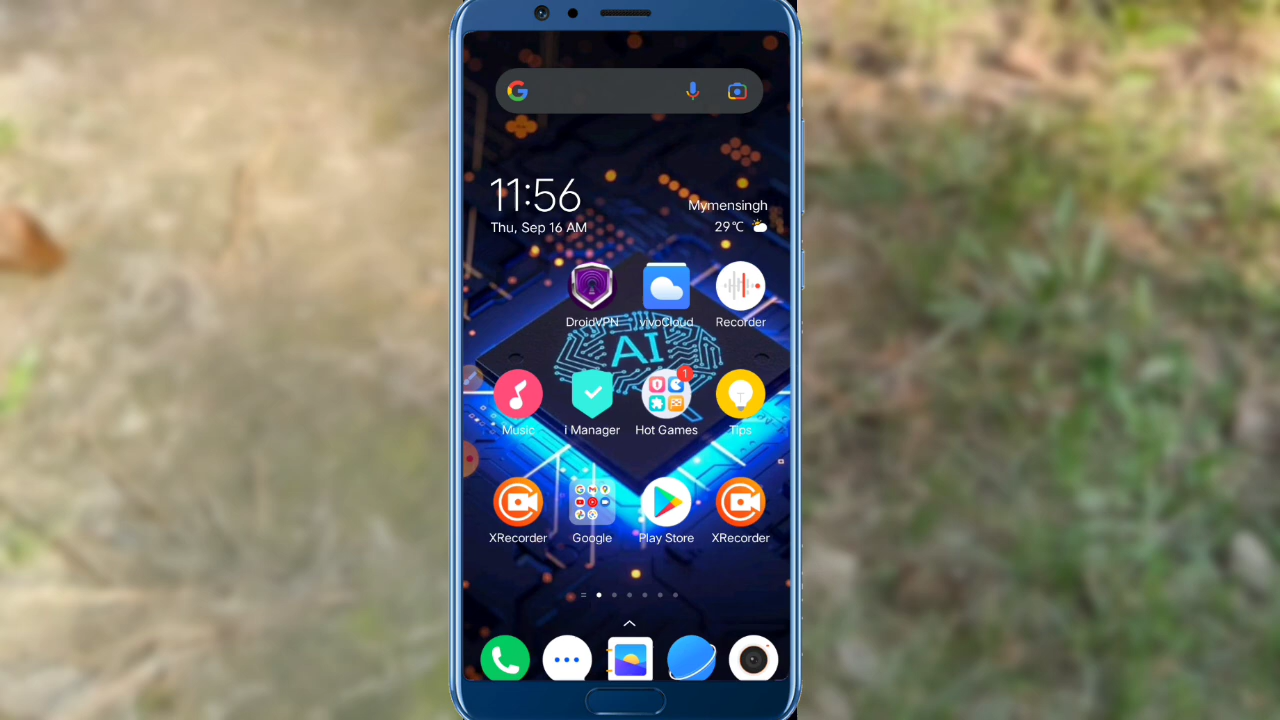 11:56
Mymensingh
Thu, Sep 16 AM
29℃
DroidVPN
vivoCloud
Recorder
AI
1
Music
i Manager
Hot Games
Tips
XRecorder
Google
Play Store
XRecorder